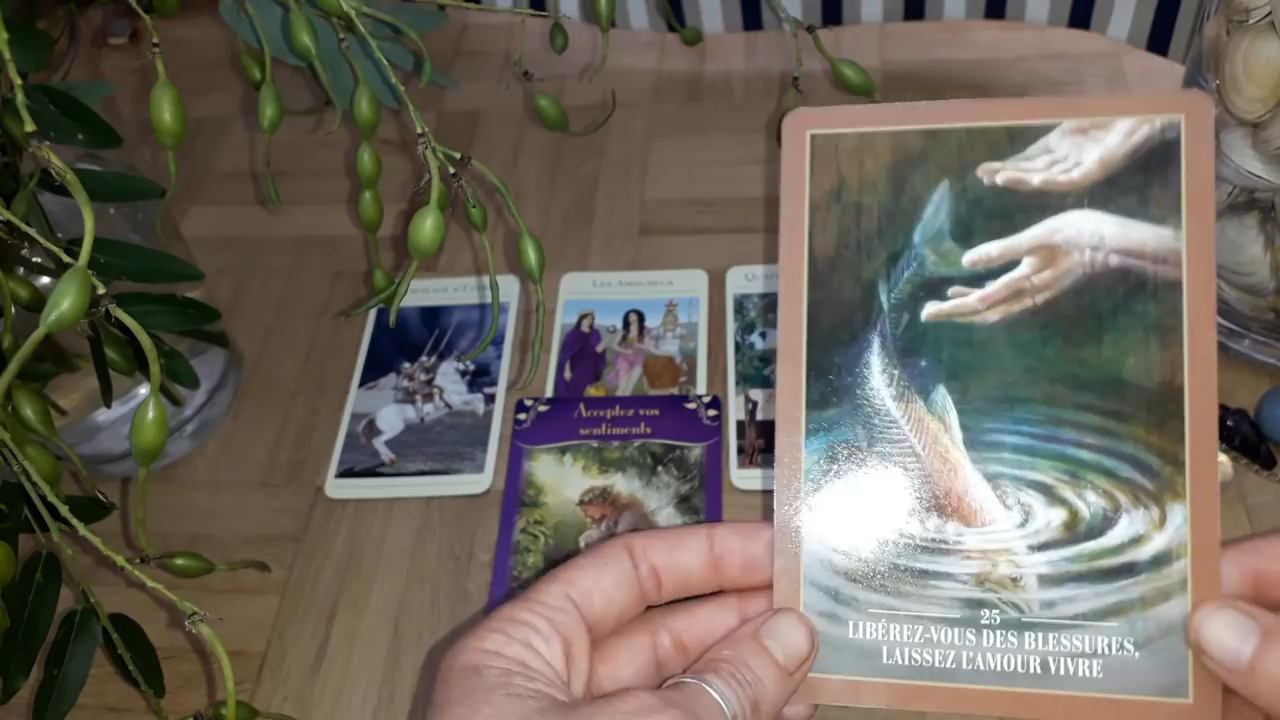 Les Amoureux
Acceptez vos
sentiments
25
LIBÉREZ-VOUS DES BLESSURES,
LAISSEZ L'AMOUR VIVRE